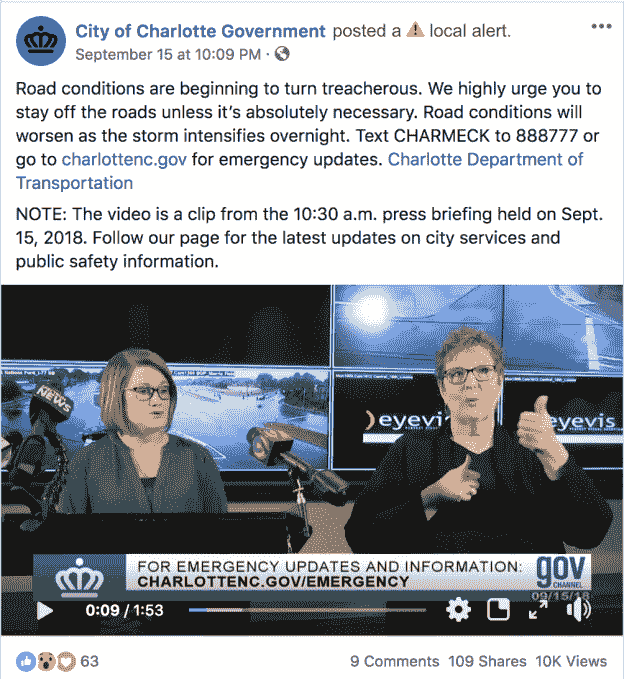 City of Charlotte Government posted a ⚠ local alert.
September 15 at 10:09 PM ·
Road conditions are beginning to turn treacherous. We highly urge you to
stay off the roads unless it's absolutely necessary. Road conditions will
worsen as the storm intensifies overnight. Text CHARMECK to 888777 or
go to charlottenc.gov for emergency updates. Charlotte Department of
Transportation
NOTE: The video is a clip from the 10:30 a.m. press briefing held on Sept.
15, 2018. Follow our page for the latest updates on city services and
public safety information.
NEWS
eyevi
eyevis
FOR EMERGENCY UPDATES AND INFORMATION:
CHARLOTTENC.GOV/EMERGENCY
gov
CHANNEL
09/15/18
0:09 / 1:53
63
9 Comments 109 Shares 10K Views